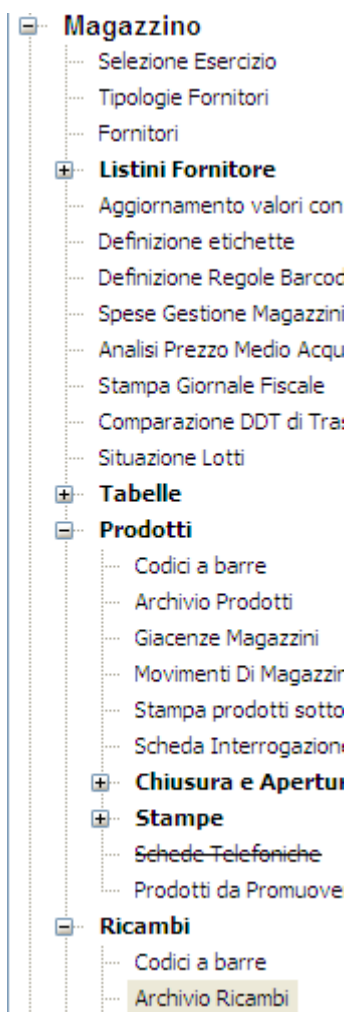 Magazzino
Selezione Esercizio
Tipologie Fornitori
Fornitori
Listini Fornitore
Aggiornamento valori con
Definizione etichette
Definizione Regole Barcod
Spese Gestione Magazzini
Analisi Prezzo Medio Acqu
Stampa Giornale Fiscale
Comparazione DDT di Tras
Situazione Lotti
Tabelle
Prodotti
Codici a barre
Archivio Prodotti
Giacenze Magazzini
Movimenti Di Magazzin
Stampa prodotti sotto
Scheda Interrogazione
Chiusura e Apertur
Stampe
Schede Telefoniche
Prodotti da Promuove
Ricambi
Codici a barre
Archivio Ricambi